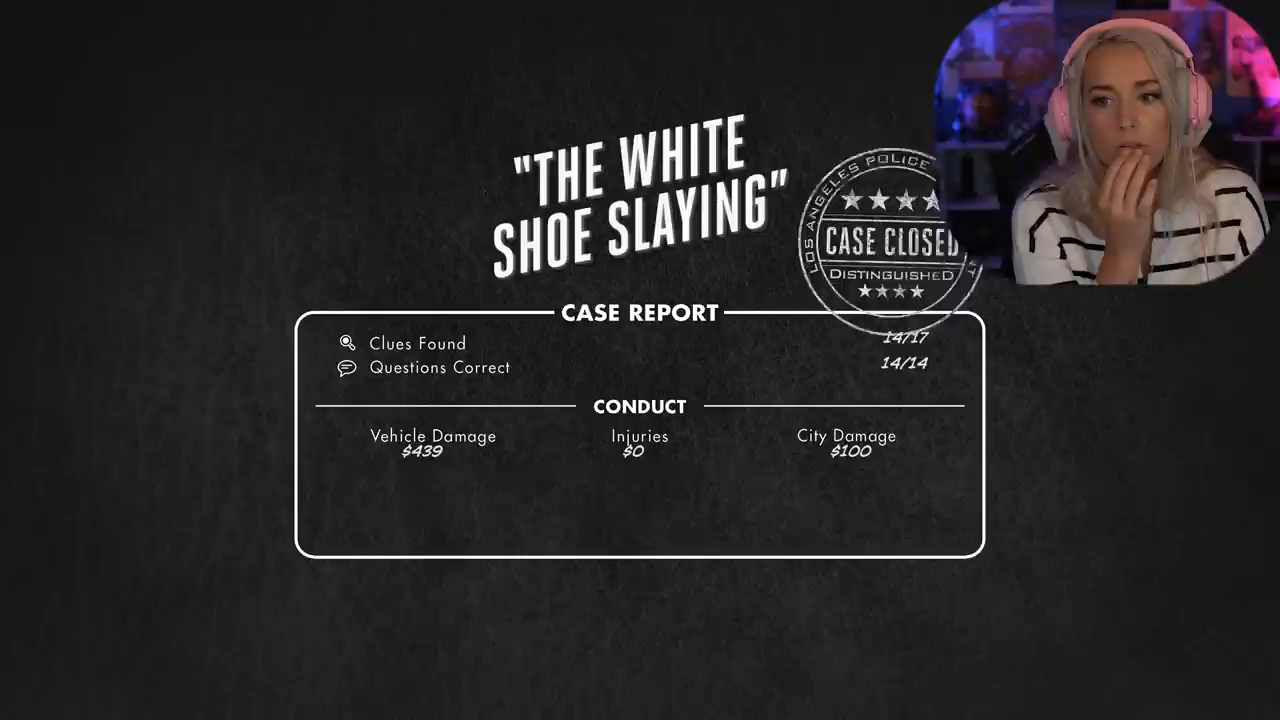 "THE WHITE
SHOE SLAYING"
LOS ANGELES POLICE
CASE CLOSED
DISTINGUISHED
CASE REPORT
Clues Found 14/17
Questions Correct 14/14
CONDUCT
Vehicle Damage Injuries City Damage
$439 $0 $100